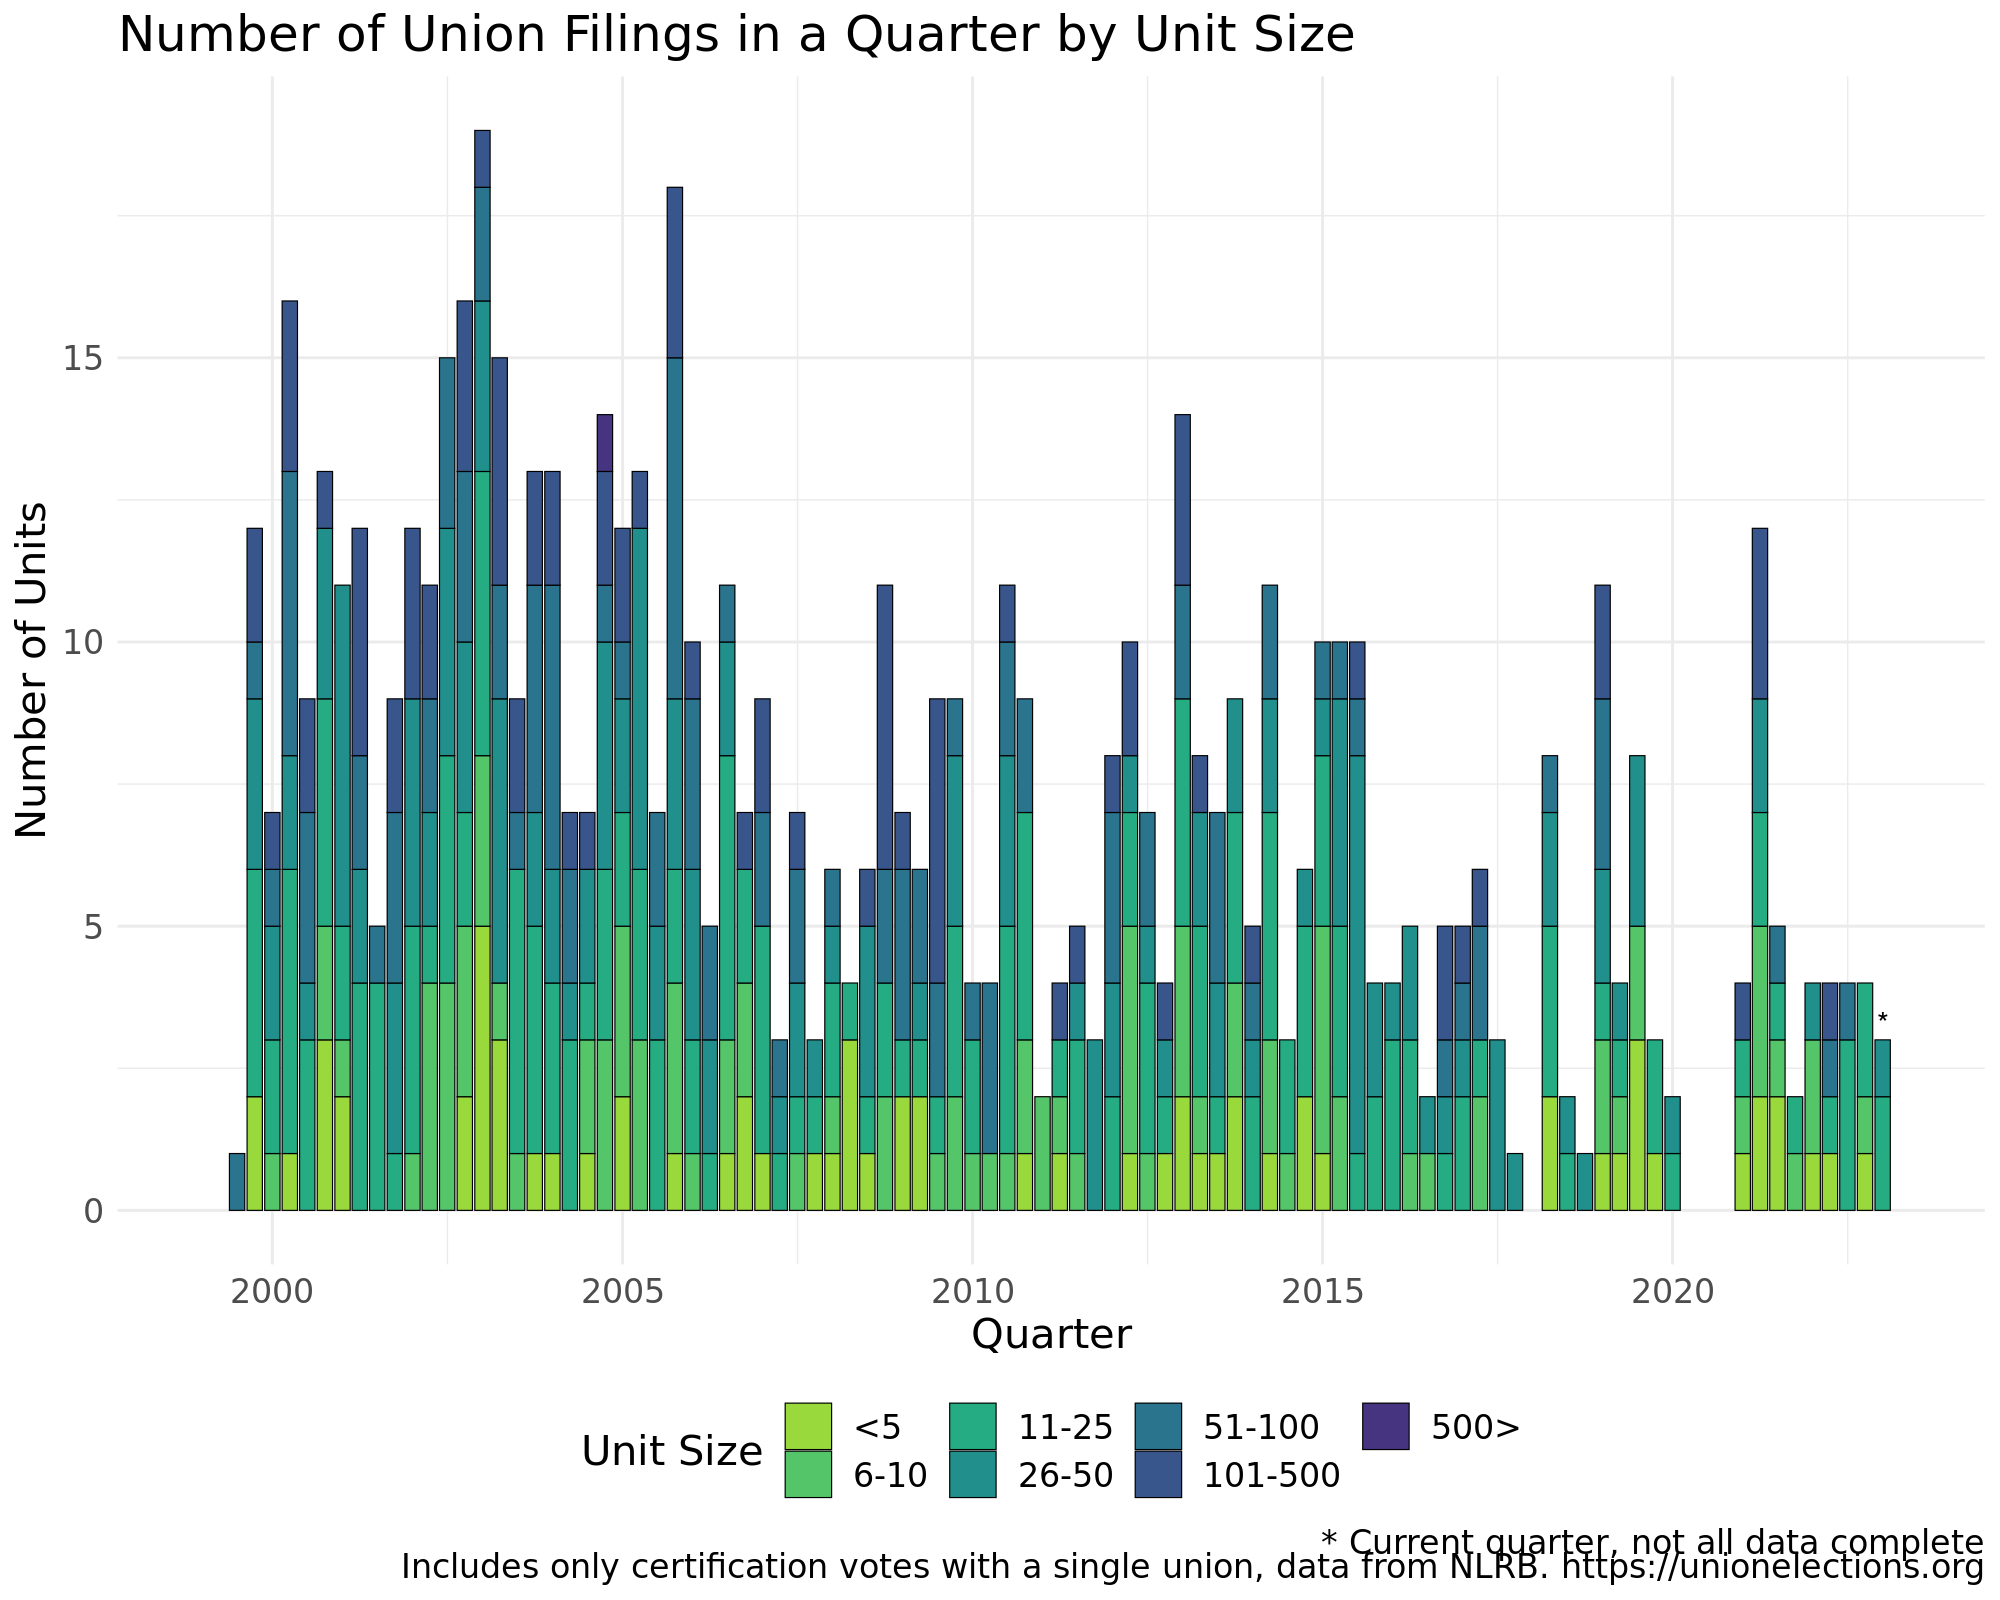 Number of Union Filings in a Quarter by Unit Size
Number of Units
15
10
5
0
*
2000 2005 2010 2015 2020
Quarter
Unit Size
<5 11-25 51-100 500>
6-10 26-50 101-500
* Current quarter, not all data complete
Includes only certification votes with a single union, data from NLRB. https://unionelections.org